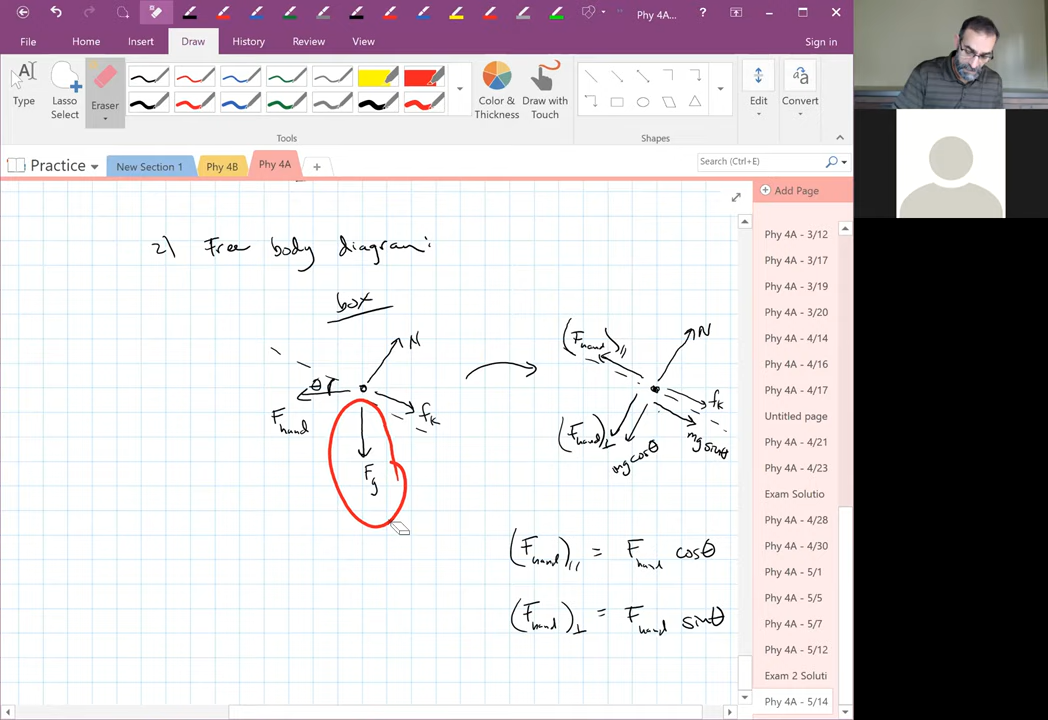 Phy 4A... ?
File Home Insert Draw History Review View Sign in
Type Lasso Select Eraser Color & Thickness Draw with Touch Edit Convert
Tools Shapes
Practice New Section 1 Phy 4B Phy 4A + Search (Ctrl+E)
Add Page
Phy 4A - 3/12
Phy 4A - 3/17
Phy 4A - 3/19
Phy 4A - 3/20
Phy 4A - 4/14
Phy 4A - 4/16
Phy 4A - 4/17
Untitled page
Phy 4A - 4/21
Phy 4A - 4/23
Exam Solutio
Phy 4A - 4/28
Phy 4A - 4/30
Phy 4A - 5/1
Phy 4A - 5/5
Phy 4A - 5/7
Phy 4A - 5/12
Exam 2 Soluti
Phy 4A - 5/14
2) Free body diagram:
box
N
θ
F hand
fk
Fg
(F hand)∥
N
fk
(F hand)⊥
mg cosθ
mg sinθ
(F hand)∥ = F hand cosθ
(F hand)⊥ = F hand sinθ